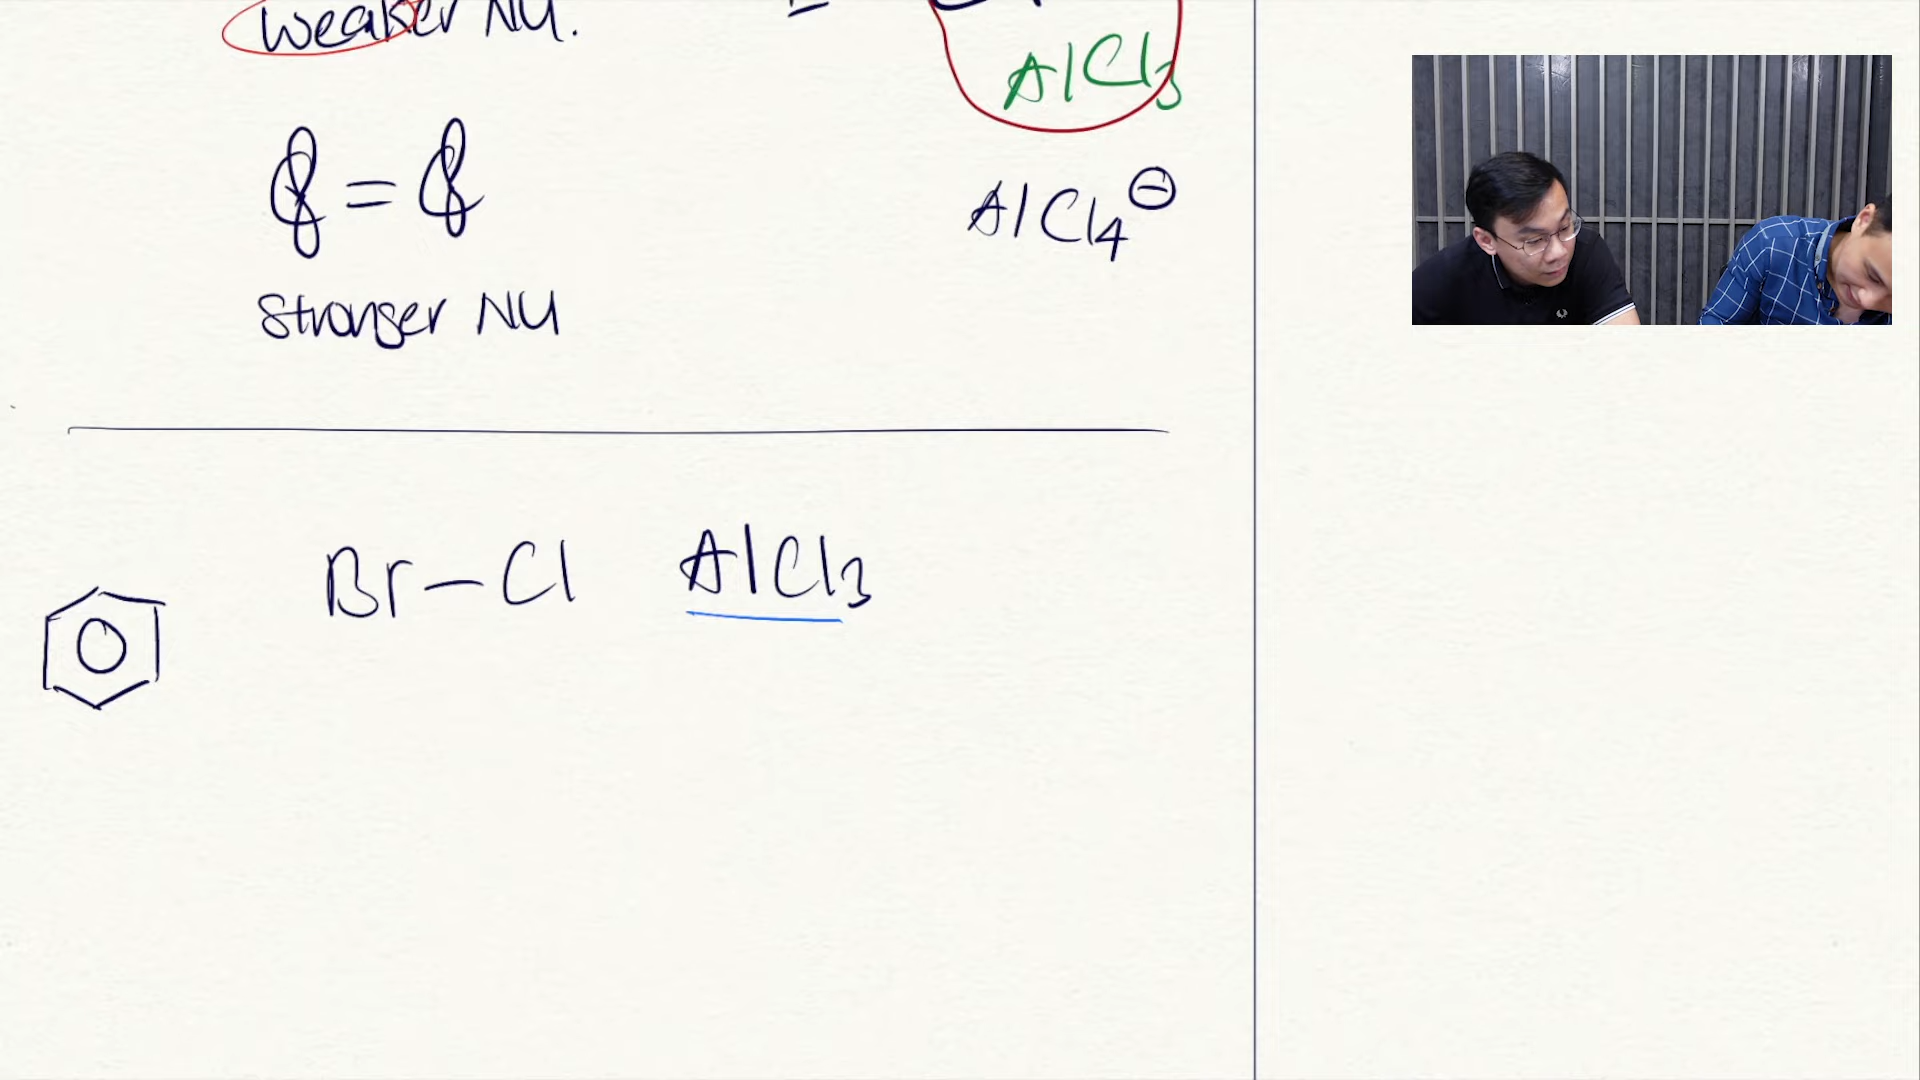 weaker NU.
AlCl3
=
AlCl4⊖
Stronger NU
Br–Cl AlCl3